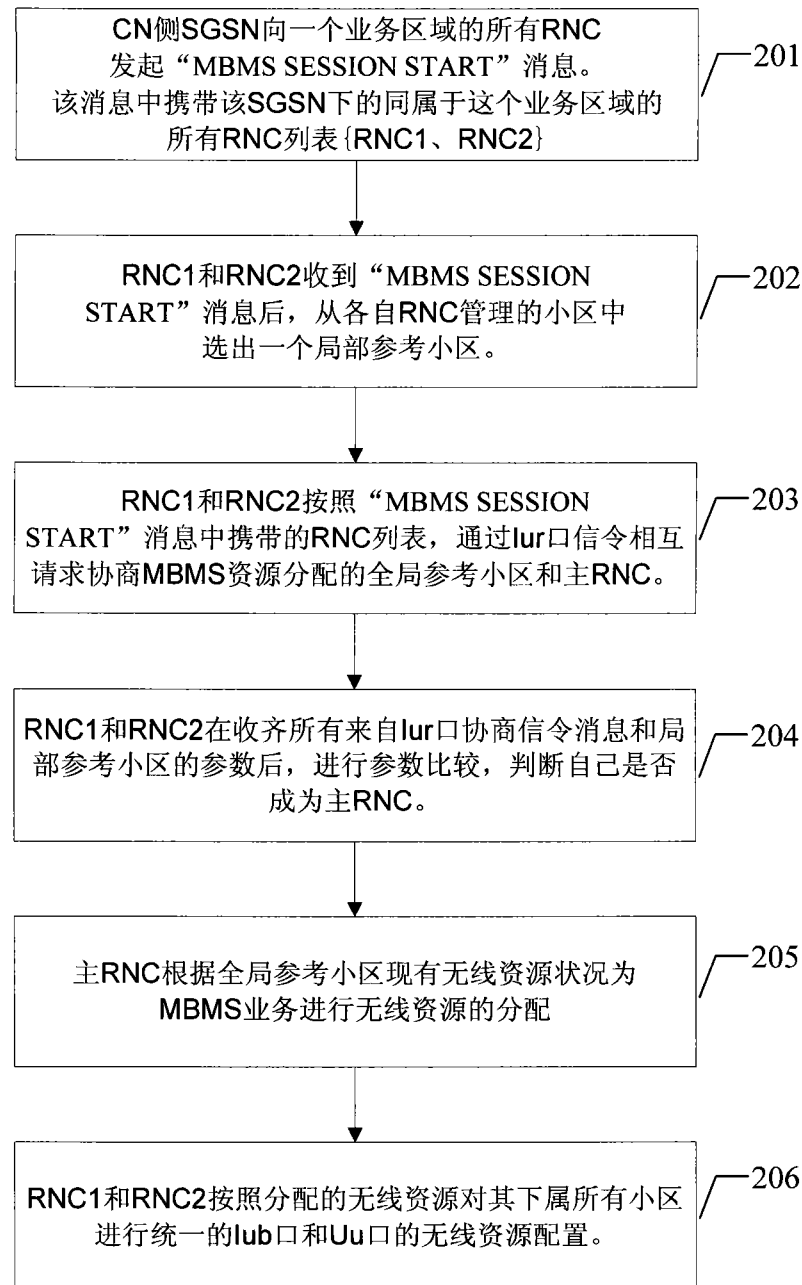 CN侧SGSN向一个业务区域的所有RNC
发起“MBMS SESSION START”消息。
该消息中携带该SGSN下的同属于这个业务区域的
所有RNC列表{RNC1、RNC2}
201
RNC1和RNC2收到“MBMS SESSION
START”消息后，从各自RNC管理的小区中
选出一个局部参考小区。
202
RNC1和RNC2按照“MBMS SESSION
START”消息中携带的RNC列表，通过Iur口信令相互
请求协商MBMS资源分配的全局参考小区和主RNC。
203
RNC1和RNC2在收齐所有来自Iur口协商信令消息和局
部参考小区的参数后，进行参数比较，判断自己是否
成为主RNC。
204
主RNC根据全局参考小区现有无线资源状况为
MBMS业务进行无线资源的分配
205
RNC1和RNC2按照分配的无线资源对其下属所有小区
进行统一的Iub口和Uu口的无线资源配置。
206